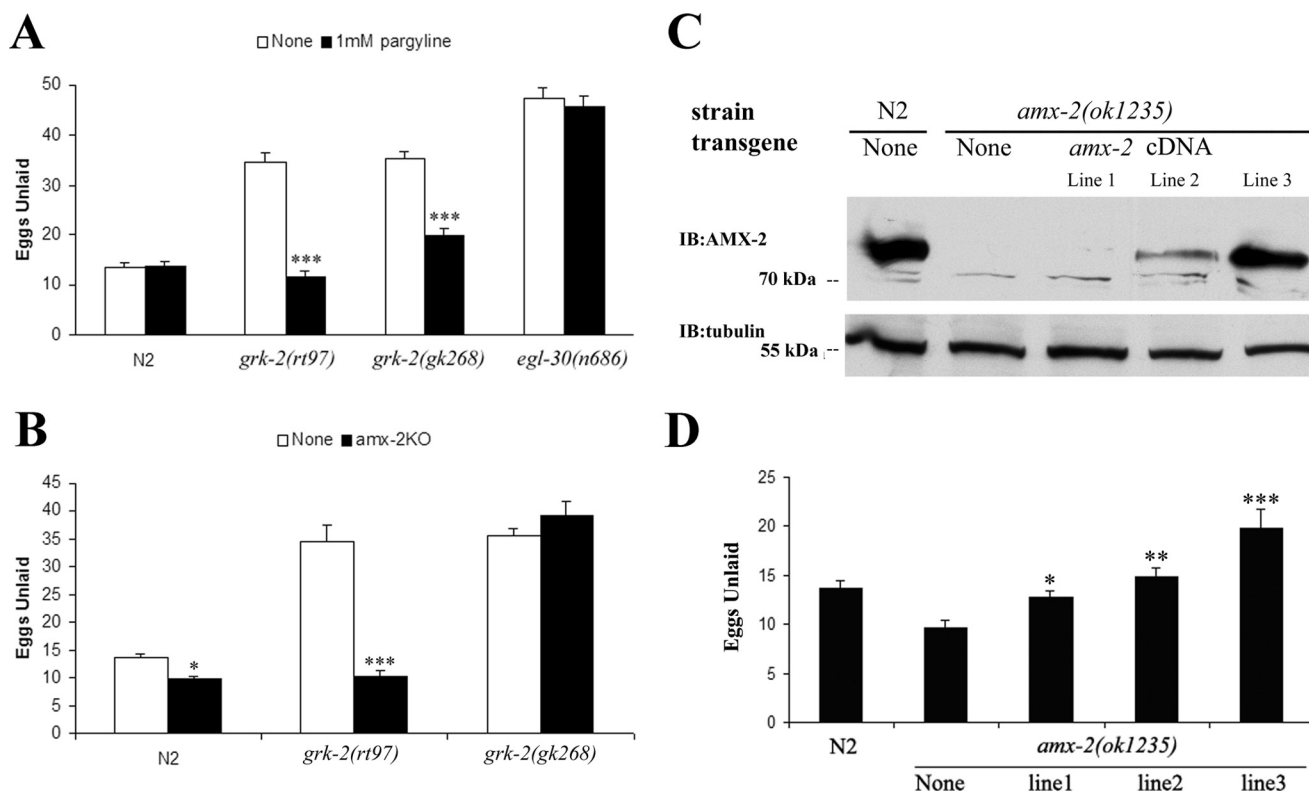 A
None 1mM pargyline
Eggs Unlaid
50
40
30
20
10
0
***
***
N2
grk-2(rt97)
grk-2(gk268)
egl-30(n686)
B
None amx-2KO
Eggs Unlaid
45
40
35
30
25
20
15
10
5
0
*
***
N2
grk-2(rt97)
grk-2(gk268)
C
strain N2 amx-2(ok1235)
transgene None None amx-2 cDNA
Line 1 Line 2 Line 3
IB:AMX-2
70 kDa --
IB:tubulin
55 kDa --
D
Eggs Unlaid
25
20
15
10
5
0
*
**
***
N2
amx-2(ok1235)
None line1 line2 line3